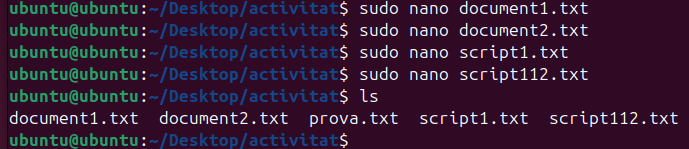 ubuntu@ubuntu:~/Desktop/activitat$ sudo nano document1.txt
ubuntu@ubuntu:~/Desktop/activitat$ sudo nano document2.txt
ubuntu@ubuntu:~/Desktop/activitat$ sudo nano script1.txt
ubuntu@ubuntu:~/Desktop/activitat$ sudo nano script112.txt
ubuntu@ubuntu:~/Desktop/activitat$ ls
document1.txt  document2.txt  prova.txt  script1.txt  script112.txt
ubuntu@ubuntu:~/Desktop/activitat$